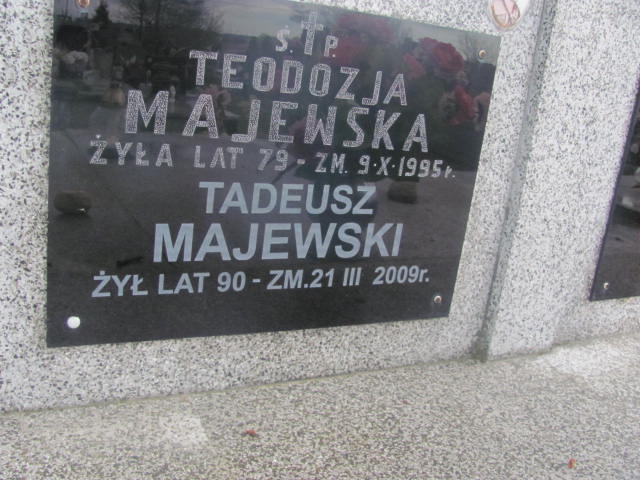 Ś.P.
TEODOZJA
MAJEWSKA
ŻYŁA LAT 79 - ZM. 9.X.1995r.
TADEUSZ
MAJEWSKI
ŻYŁ LAT 90 - ZM.21 III 2009r.